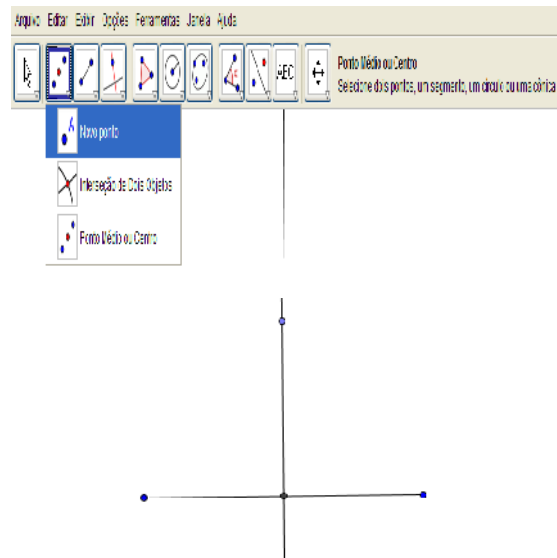 Arquivo Editar Exibir Opções Ferramentas Janela Ajuda
ABC
Ponto Médio ou Centro
Selecione dois pontos, um segmento, um círculo ou uma cônica
A
Novo ponto
Interseção de Dois Objetos
Ponto Médio ou Centro